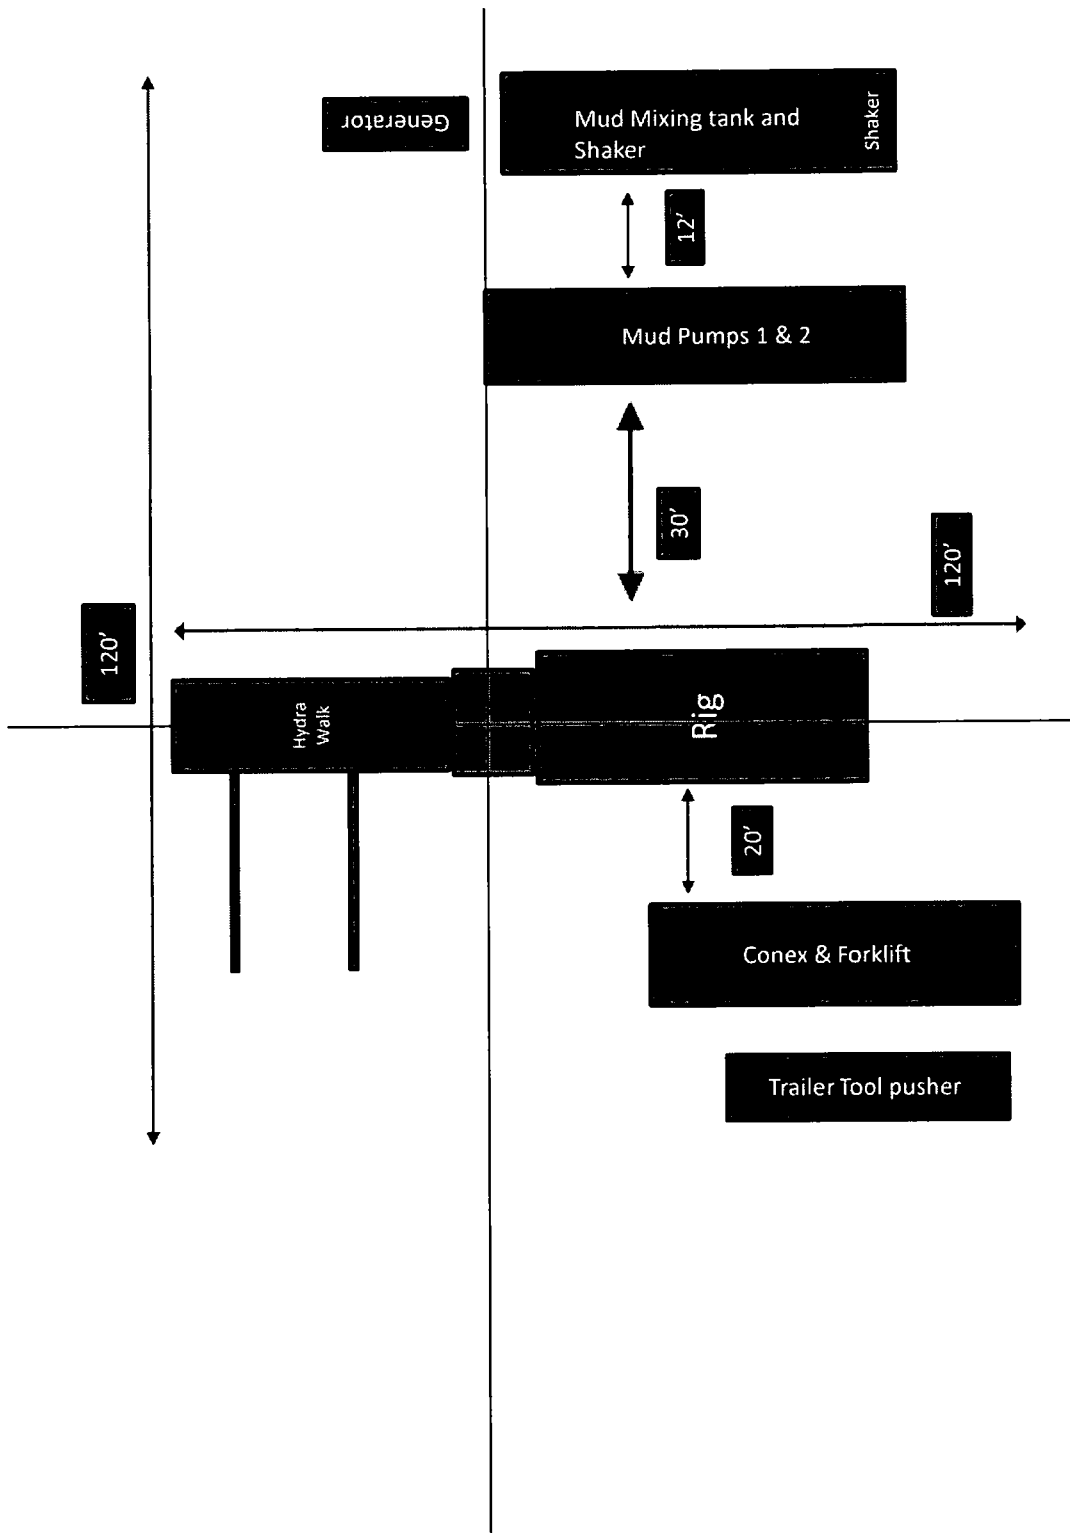 Generator
Mud Mixing tank and
Shaker
Shaker
12'
Mud Pumps 1 & 2
30'
120'
120'
Hydra
Walk
Rig
20'
Conex & Forklift
Trailer Tool pusher